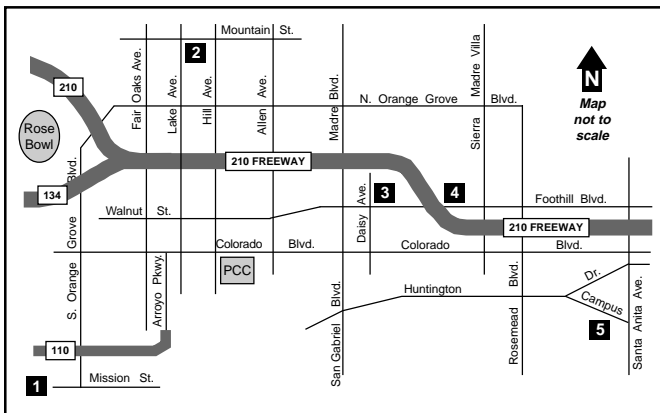 Mountain St.
2
N
Map
not to
scale
210
Fair Oaks Ave.
Lake Ave.
Hill Ave.
Allen Ave.
Madre Blvd.
Sierra Madre Villa
N. Orange Grove Blvd.
Rose
Bowl
210 FREEWAY
134
3
4
Walnut St.
Daisy Ave.
Foothill Blvd.
210 FREEWAY
S. Orange Grove Blvd.
Colorado Blvd.
Colorado Blvd.
PCC
Arroyo Pkwy.
San Gabriel Blvd.
Huntington Dr.
Rosemead Blvd.
Campus
Santa Anita Ave.
5
110
1
Mission St.